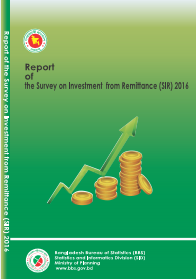 Report of the Survey on Investment from Remittance (SIR) 2016
Report
of
the Survey on Investment from Remittance (SIR) 2016
Bangladesh Bureau of Statistics (BBS)
Statistics and Informatics Division (SID)
Ministry of Planning
www.bbs.gov.bd